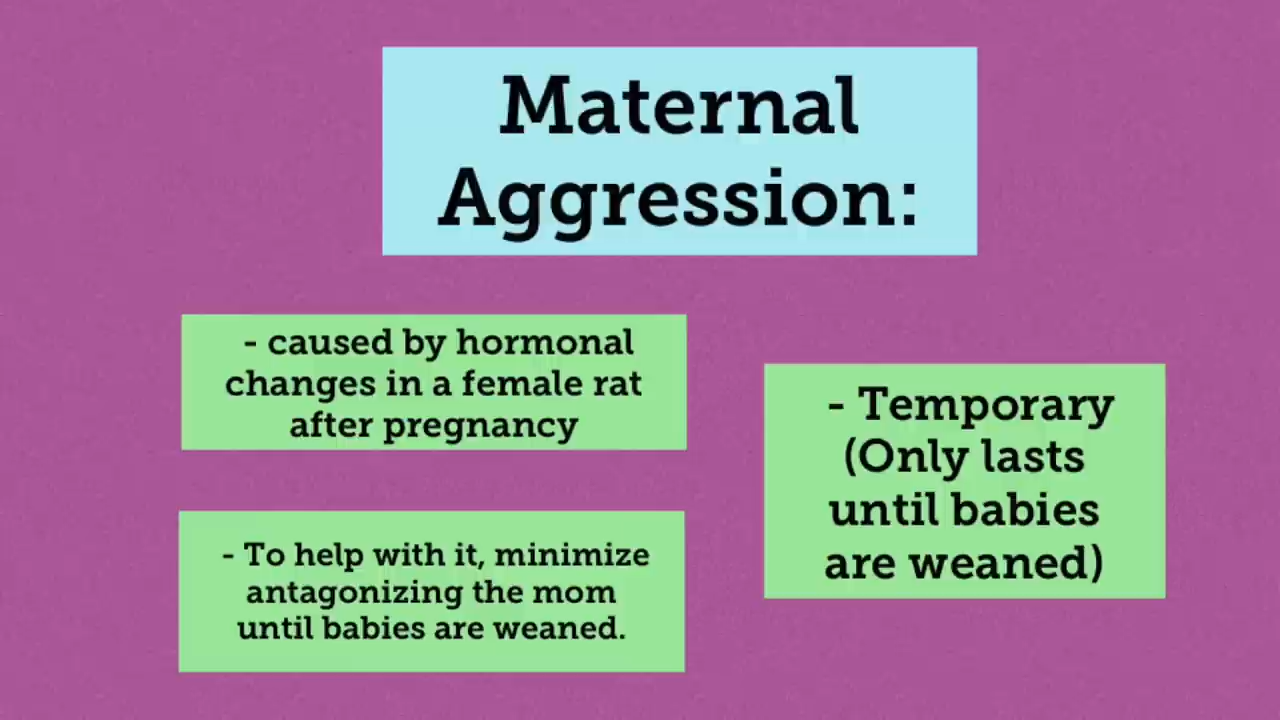 Maternal
Aggression:
- caused by hormonal
changes in a female rat
after pregnancy
- To help with it, minimize
antagonizing the mom
until babies are weaned.
- Temporary
(Only lasts
until babies
are weaned)